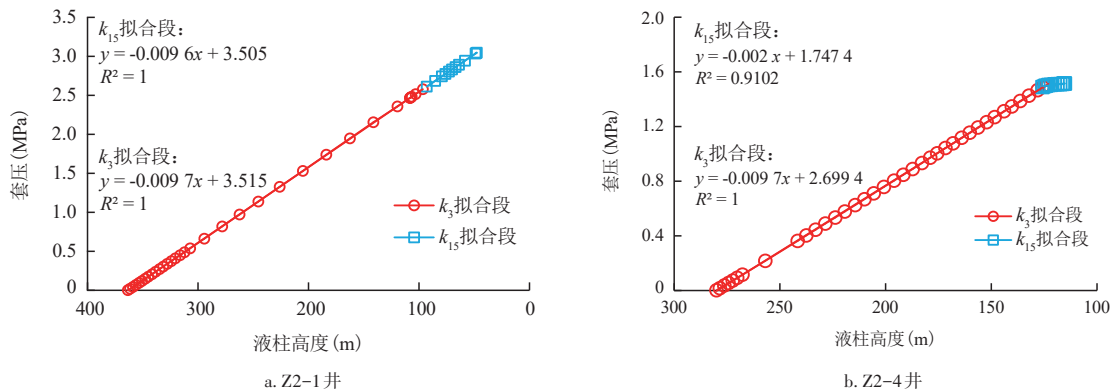 k15拟合段：
y = -0.009 6x + 3.505
R² = 1
k3拟合段：
y = -0.009 7x + 3.515
R² = 1
3.5
3.0
2.5
2.0
1.5
1.0
0.5
0
套压(MPa)
k3拟合段
k15拟合段
400 300 200 100 0
液柱高度(m)
a. Z2-1井
k15拟合段：
y = -0.002 x + 1.747 4
R² = 0.9102
k3拟合段：
y = -0.009 7x + 2.699 4
R² = 1
2.0
1.6
1.2
0.8
0.4
0
套压(MPa)
k3拟合段
k15拟合段
300 250 200 150 100
液柱高度(m)
b. Z2-4井